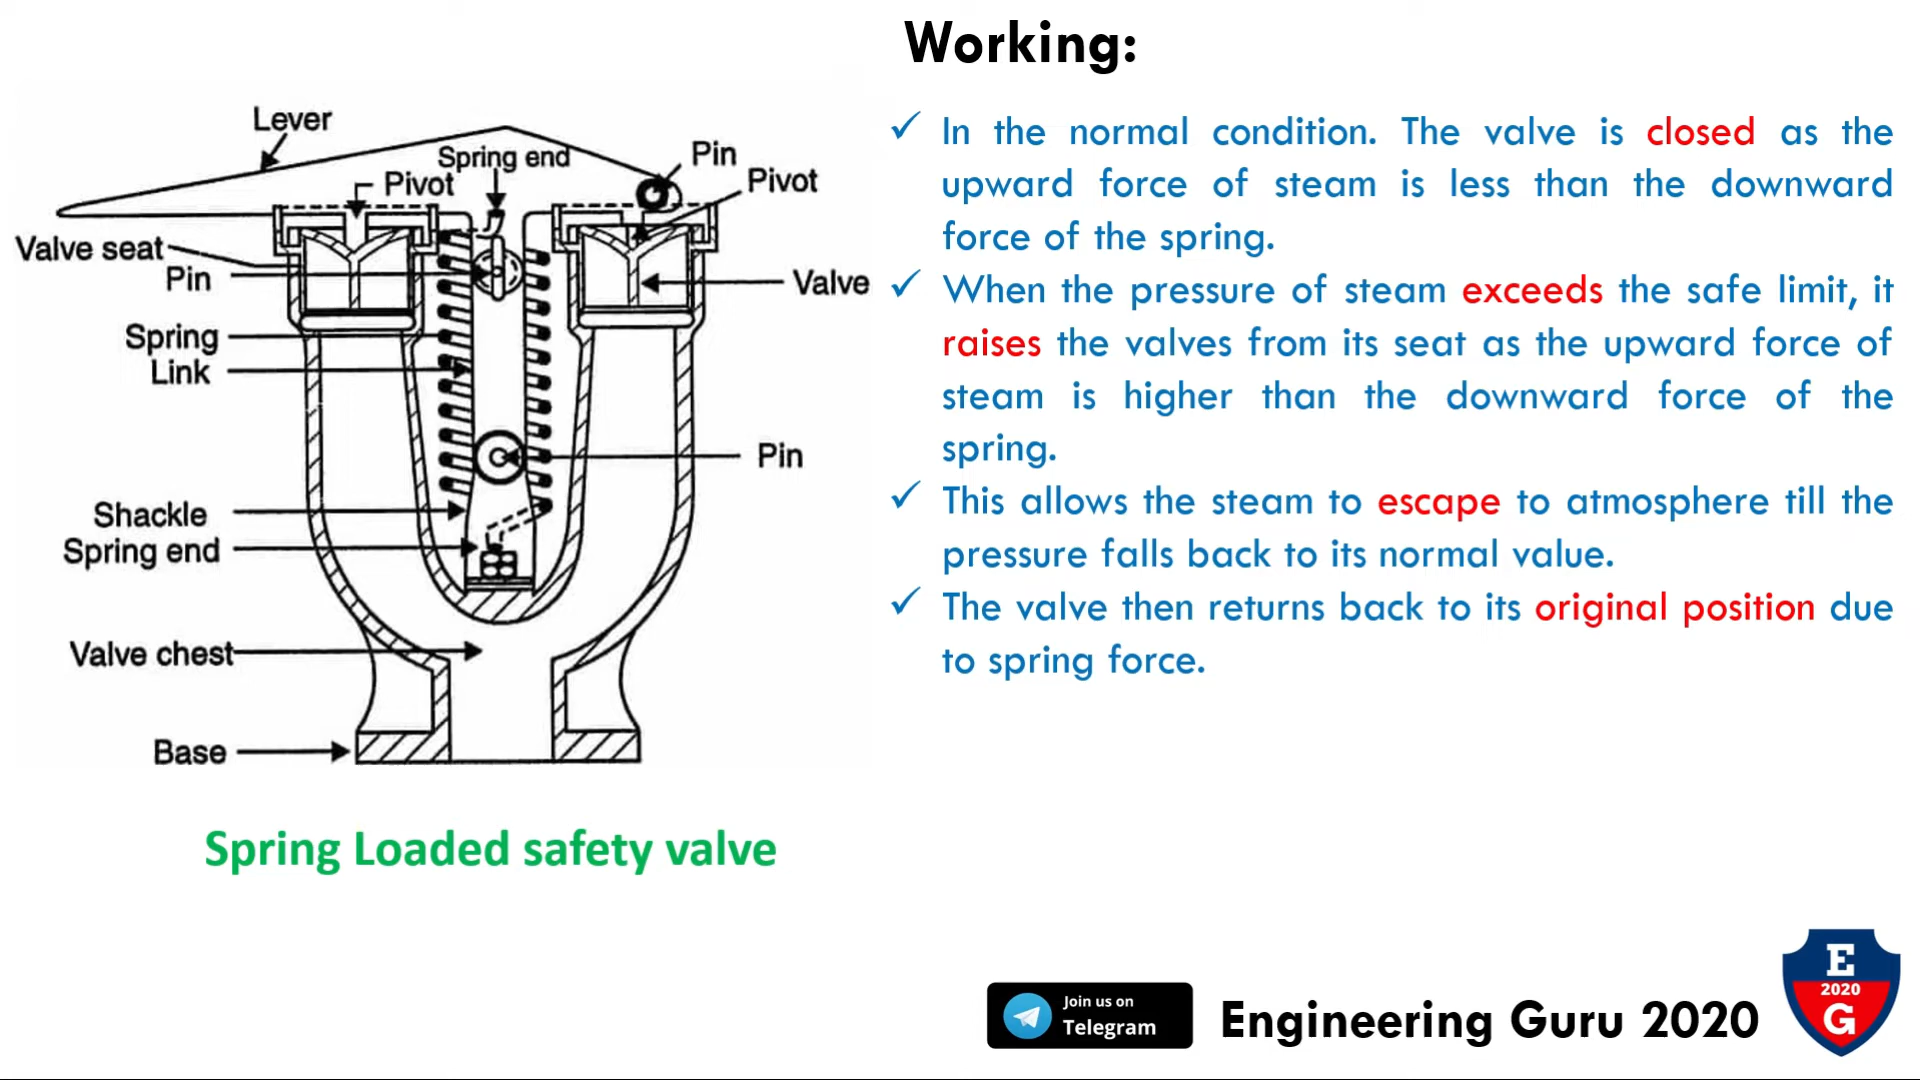 Working:
Lever
Spring end
Pin
Pivot
Pivot
Valve seat
Pin
Valve
Spring
Link
Pin
Shackle
Spring end
Valve chest
Base
Spring Loaded safety valve
✓ In the normal condition. The valve is closed as the
upward force of steam is less than the downward
force of the spring.
✓ When the pressure of steam exceeds the safe limit, it
raises the valves from its seat as the upward force of
steam is higher than the downward force of the
spring.
✓ This allows the steam to escape to atmosphere till the
pressure falls back to its normal value.
✓ The valve then returns back to its original position due
to spring force.
Join us on
Telegram
Engineering Guru 2020
E
2020
G